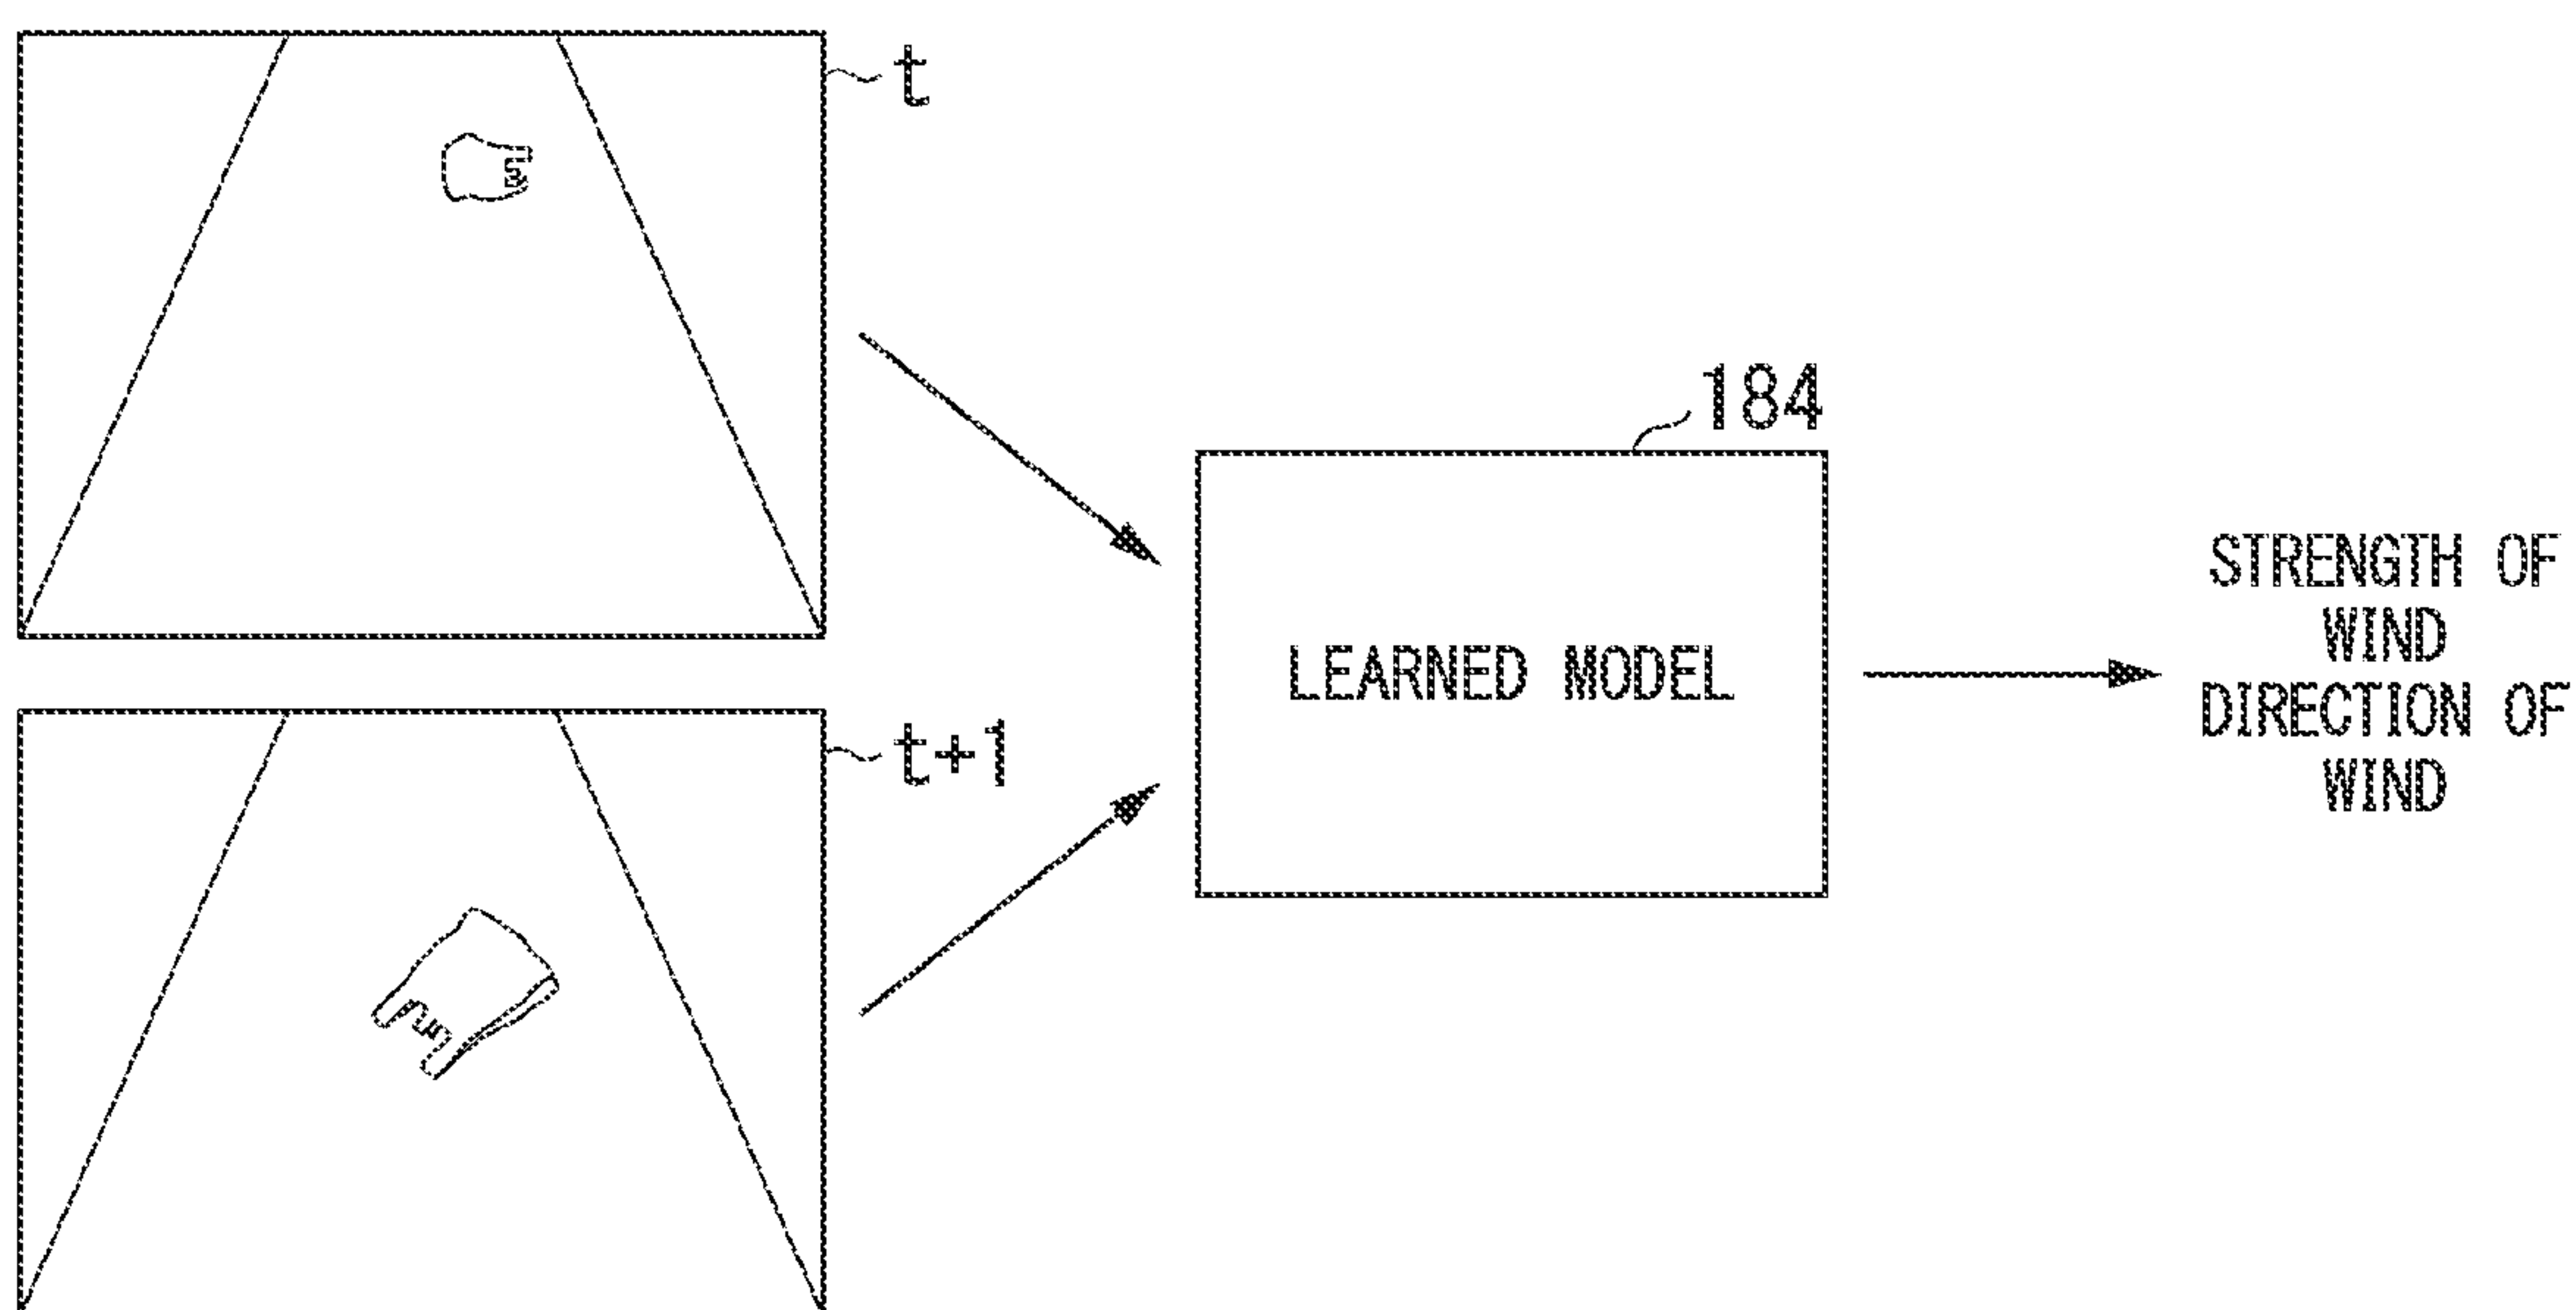 t
t+1
184
LEARNED MODEL
STRENGTH OF
WIND
DIRECTION OF
WIND